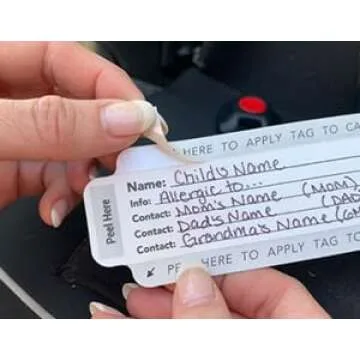 HERE TO APPLY TAG TO CA
Name: Child's Name
Info: Allergic to...
Contact: Mom's Name (Mom)
Contact: Dad's Name (DAD
Contact: Grandma's Name (G
Peel Here
PE HERE TO APPLY TAG TO